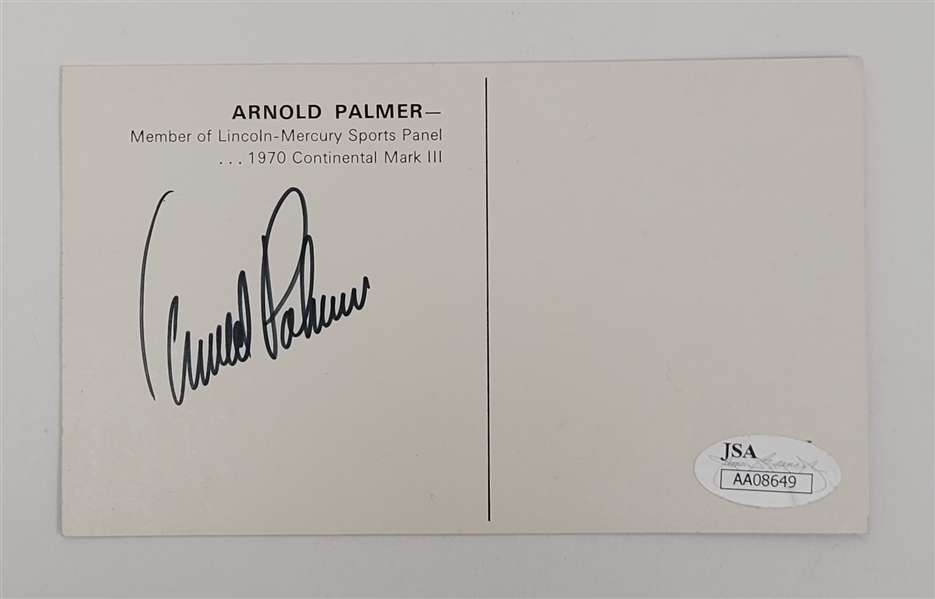 ARNOLD PALMER—
Member of Lincoln-Mercury Sports Panel
. . . 1970 Continental Mark III
Arnold Palmer
JSA
AA08649